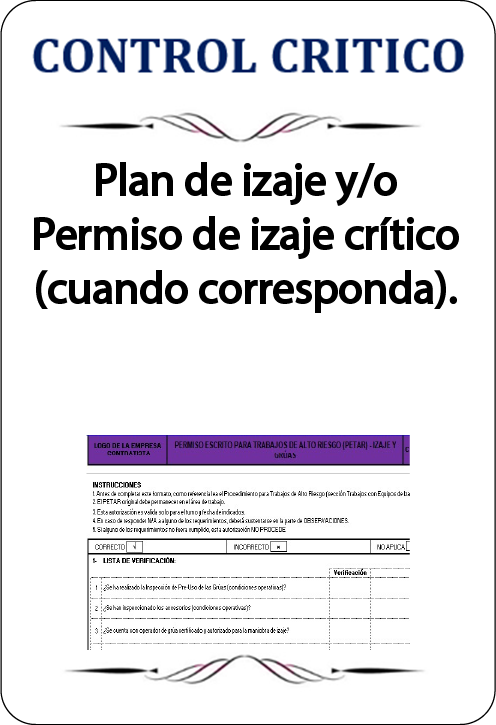 CONTROL CRITICO
Plan de izaje y/o
Permiso de izaje crítico
(cuando corresponda).
LOGO DE LA EMPRESA
CONTRATISTA
PERMISO ESCRITO PARA TRABAJOS DE ALTO RIESGO (PETAR) - IZAJE Y
GRÚAS
C
INSTRUCCIONES
1. Antes de completar este formato, como referencia lea el Procedimiento para Trabajos de Alto Riesgo (sección Trabajos con Equipos de Iza
2. El PETAR original debe permanecer en el área de trabajo.
3. Esta autorización es valida solo para el turno y fecha de indicados.
4. En caso de responder N/A a alguno de los requerimientos, deberá sustentarse en la parte de OBSERVACIONES.
5. Si alguno de los requerimientos no fuera cumplido, esta autorización NO PROCEDE.
CORRECTO √ INCORRECTO x NO APLICA
1- LISTA DE VERIFICACIÓN:
Verificación
1 ¿Se ha realizado la Inspección de Pre-Uso de las Grúas (condiciones operativas)?
2 ¿Se han inspeccionado los accesorios (condiciones operativas)?
3 ¿Se cuenta con operador de grúa certificado y autorizado para la maniobra de izaje?